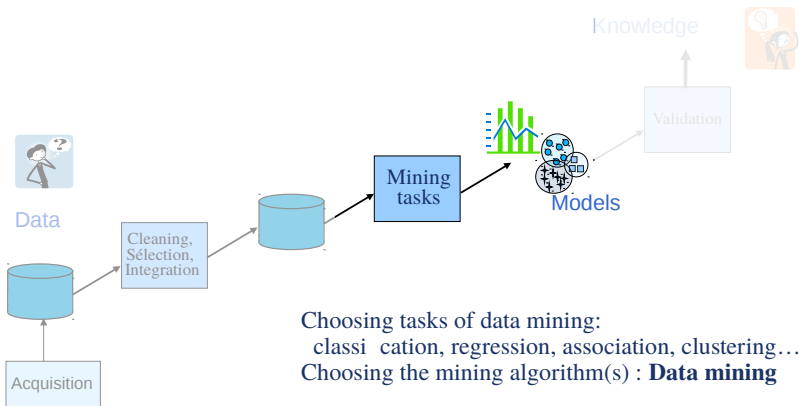 Knowledge
Validation
Mining
tasks
Models
?
Data
Cleaning,
Sélection,
Integration
Acquisition
Choosing tasks of data mining:
classi cation, regression, association, clustering…
Choosing the mining algorithm(s) : Data mining